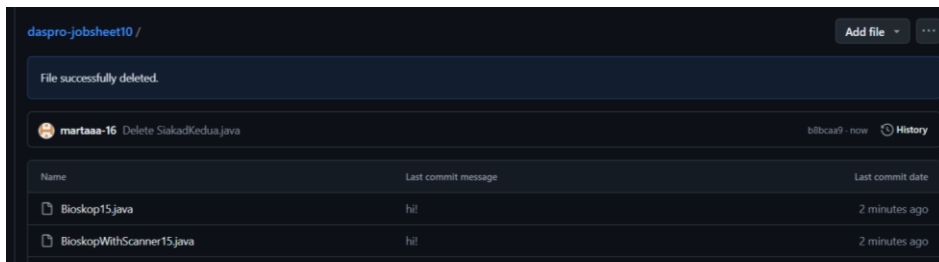 daspro-jobsheet10 /
Add file
File successfully deleted.
martaaa-16 Delete SiakadKedua.java
b8bcaa9 · now History
Name Last commit message Last commit date
Bioskop15.java hi! 2 minutes ago
BioskopWithScanner15.java hi! 2 minutes ago